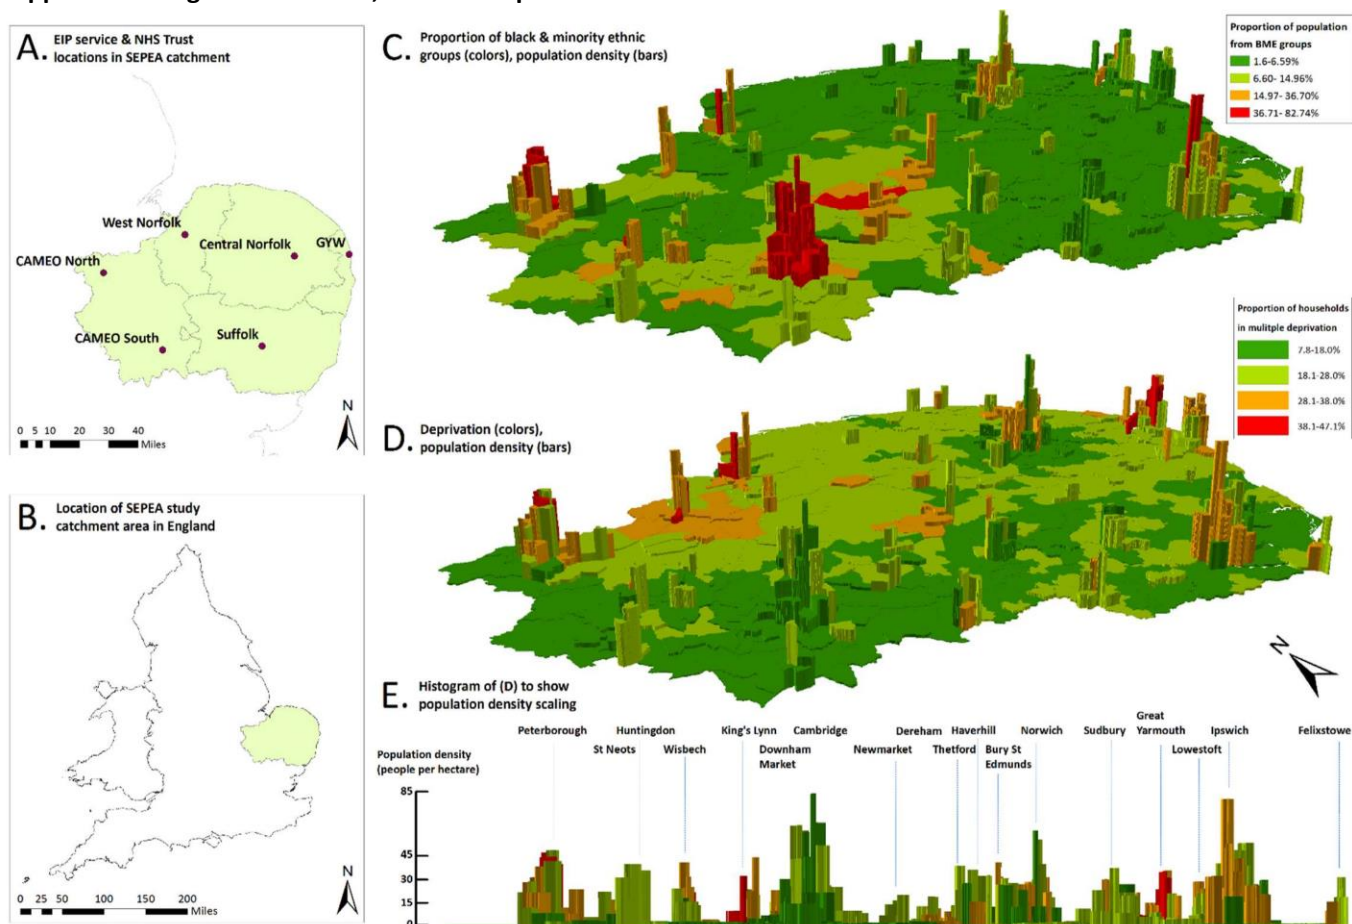 A. EIP service & NHS Trust
locations in SEPEA catchment
West Norfolk
Central Norfolk
GYW
CAMEO North
CAMEO South
Suffolk
N
0 5 10 20 30 40
Miles
B. Location of SEPEA study
catchment area in England
N
0 25 50 100 150 200
Miles
C. Proportion of black & minority ethnic
groups (colors), population density (bars)
Proportion of population
from BME groups
1.6-6.59%
6.60- 14.96%
14.97- 36.70%
36.71- 82.74%
D. Deprivation (colors),
population density (bars)
Proportion of households
in mulitple deprivation
7.8-18.0%
18.1-28.0%
28.1-38.0%
38.1-47.1%
N
E. Histogram of (D) to show
population density scaling
Population density
(people per hectare)
85
45
30
15
0
Peterborough
St Neots
Huntingdon
Wisbech
King's Lynn
Downham
Market
Cambridge
Newmarket
Dereham
Thetford
Haverhill
Bury St
Edmunds
Norwich
Sudbury
Great
Yarmouth
Lowestoft
Ipswich
Felixstowe